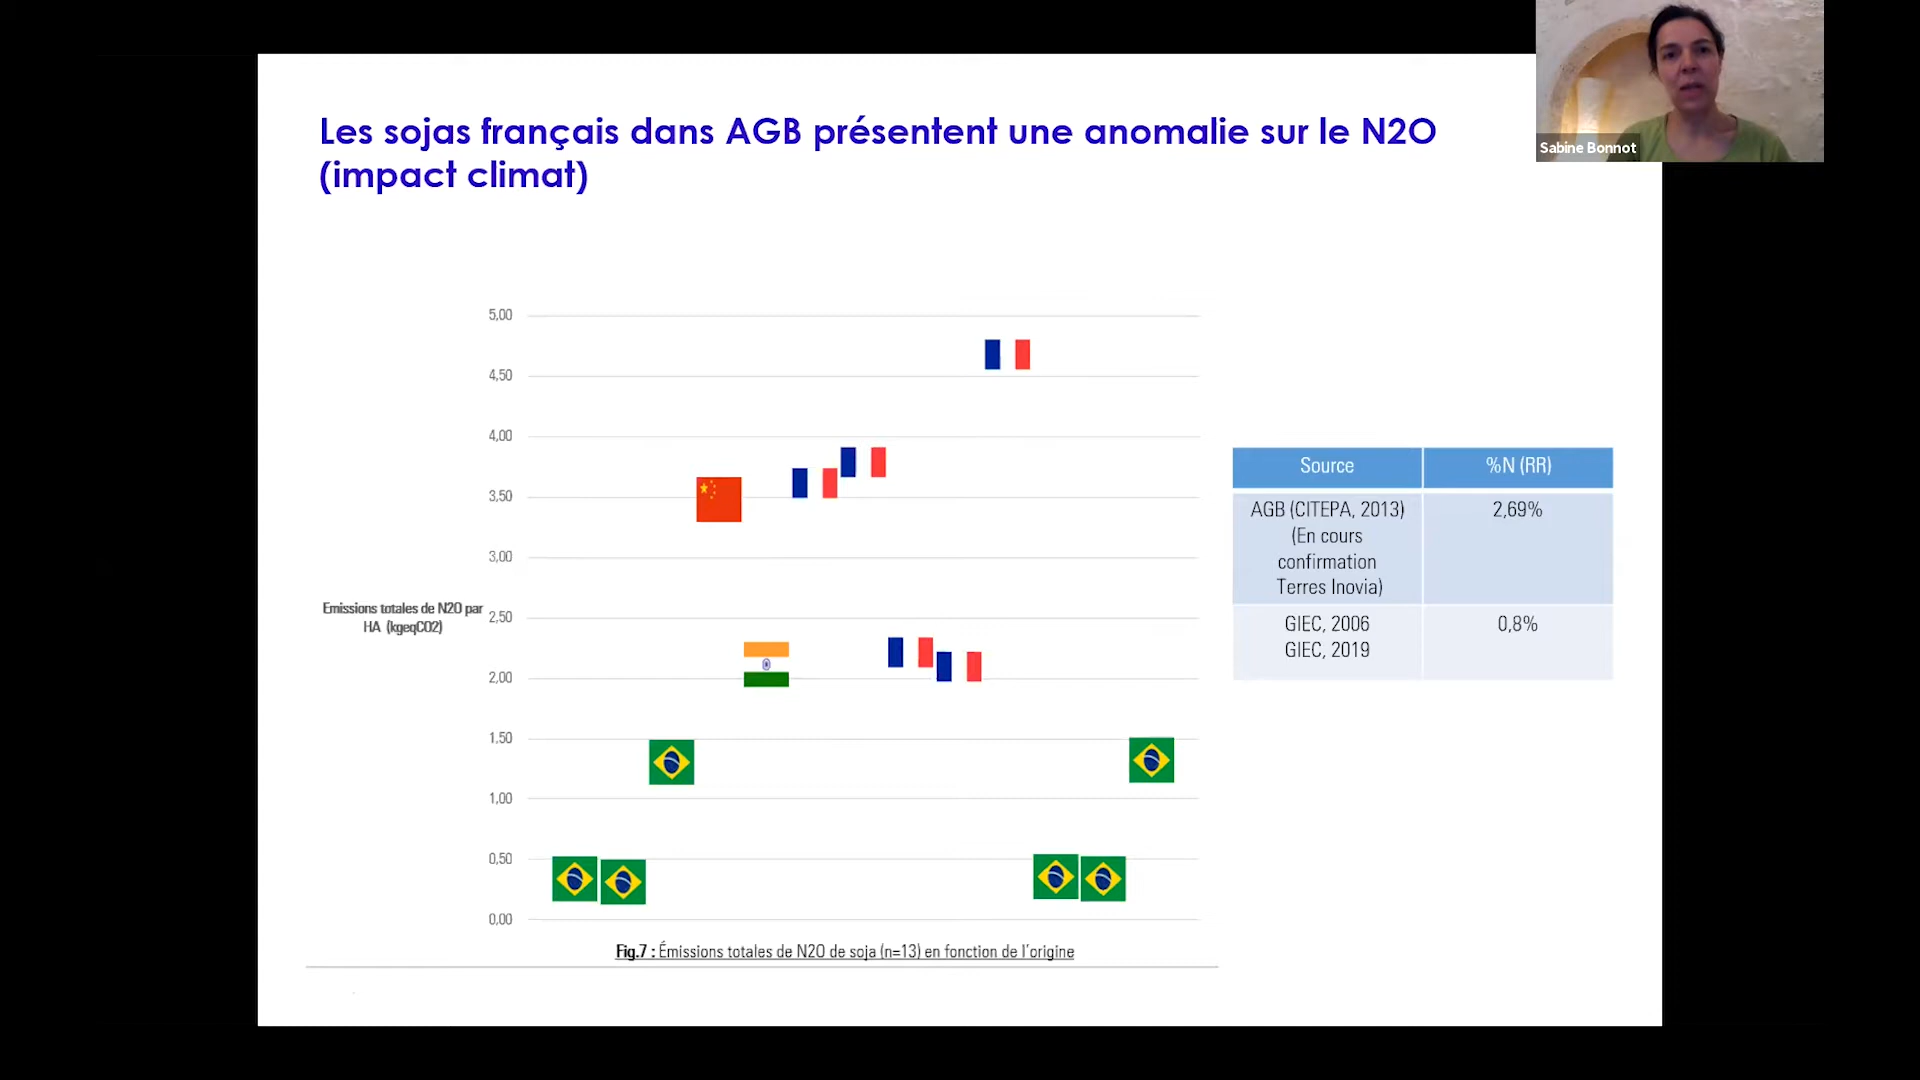 Les sojas français dans AGB présentent une anomalie sur le N2O
(impact climat)
Sabine Bonnot
5,00
4,50
4,00
3,50
3,00
2,50
2,00
1,50
1,00
0,50
0,00
Emissions totales de N2O par
HA (kgeqCO2)
Source %N (RR)
AGB (CITEPA, 2013) 2,69%
(En cours
confirmation
Terres Inovia)
GIEC, 2006 0,8%
GIEC, 2019
Fig.7 : Émissions totales de N2O de soja (n=13) en fonction de l'origine